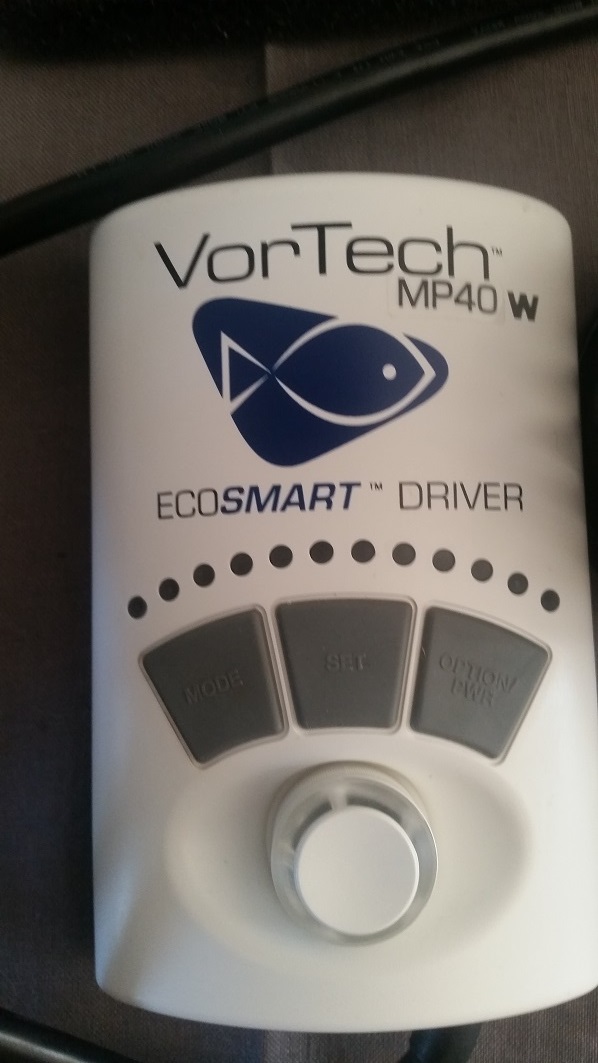 VorTech™
MP40 W
ECOSMART™ DRIVER
MODE
SET
OPTION/
PWR